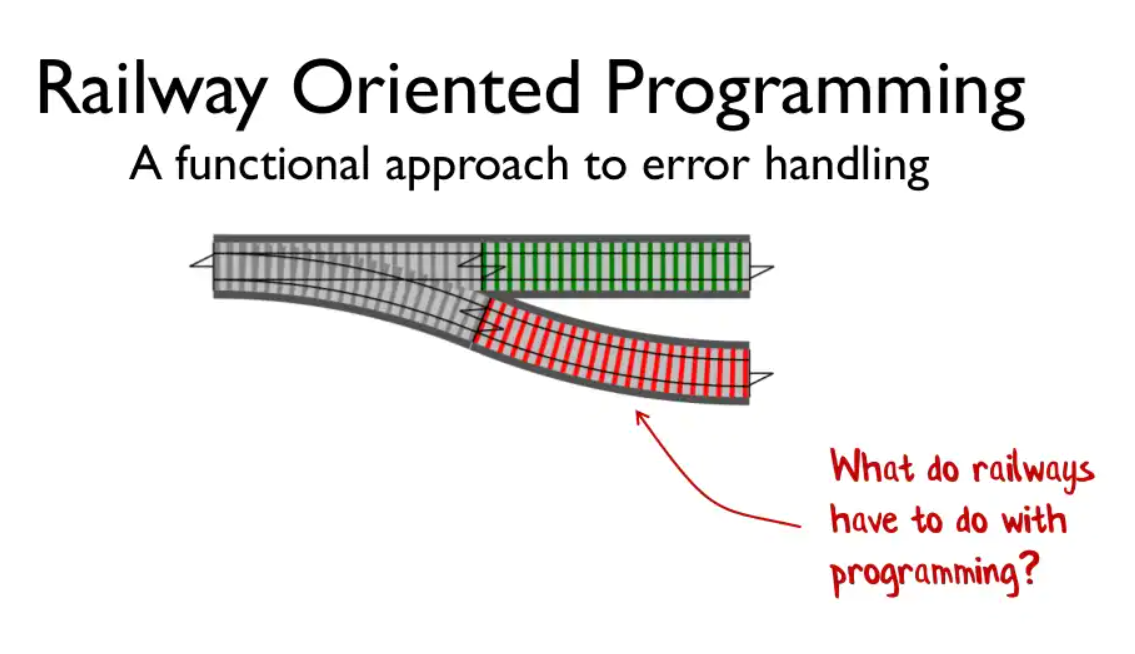 Railway Oriented Programming
A functional approach to error handling
What do railways
have to do with
programming?